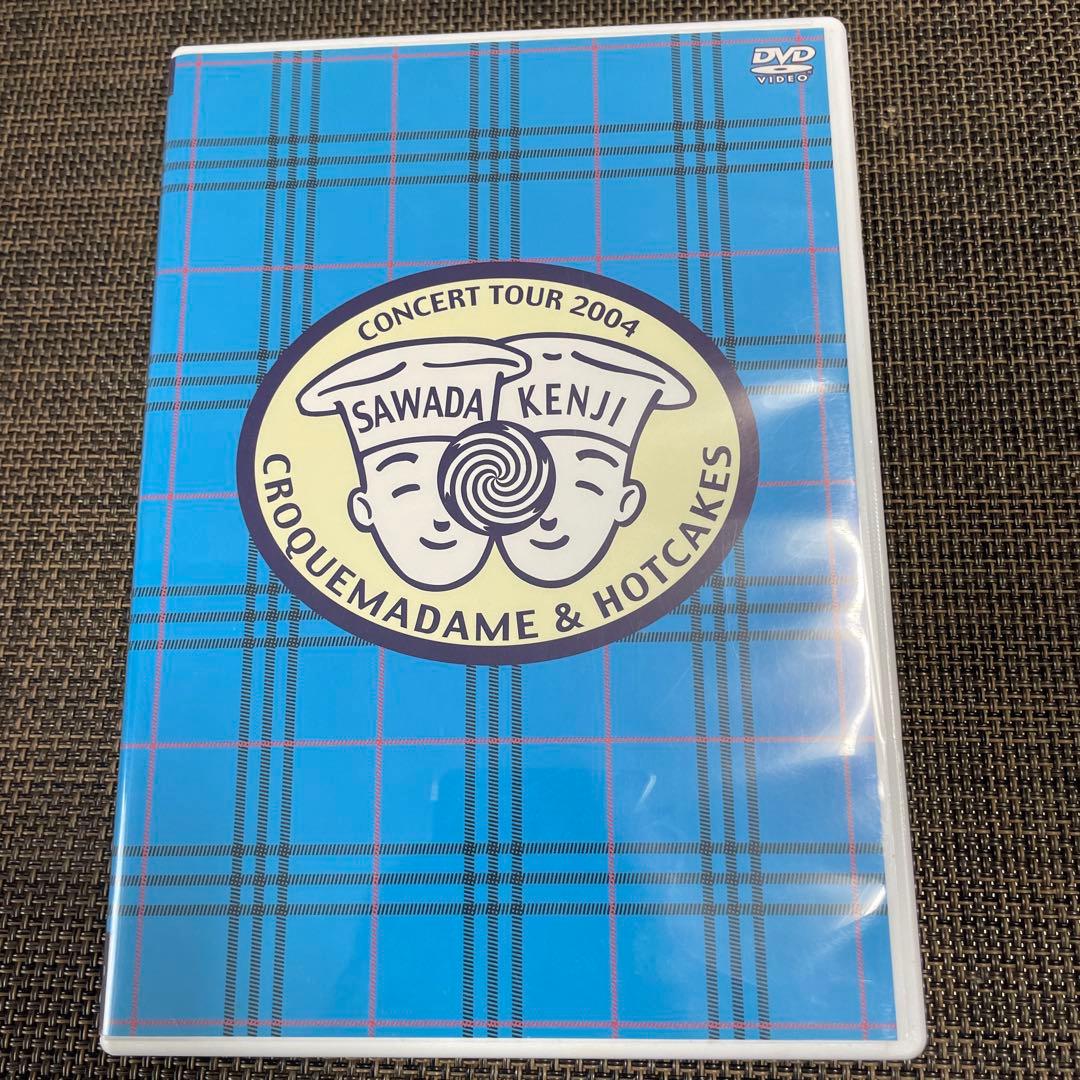 DVD
VIDEO
CONCERT TOUR 2004
SAWADA KENJI
CROQUEMADAME & HOTCAKES